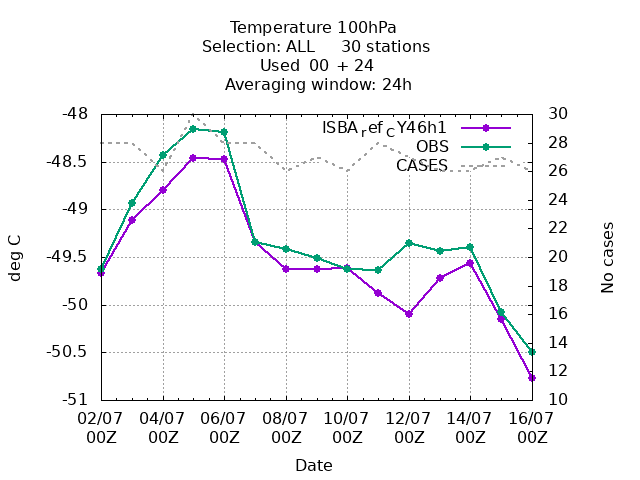 Temperature 100hPa
Selection: ALL 30 stations
Used 00 + 24
Averaging window: 24h
ISBA_ref_CY46h1
OBS
CASES
-48
-48.5
-49
-49.5
-50
-50.5
-51
30
28
26
24
22
20
18
16
14
12
10
deg C
No cases
02/07 04/07 06/07 08/07 10/07 12/07 14/07 16/07
00Z 00Z 00Z 00Z 00Z 00Z 00Z 00Z
Date